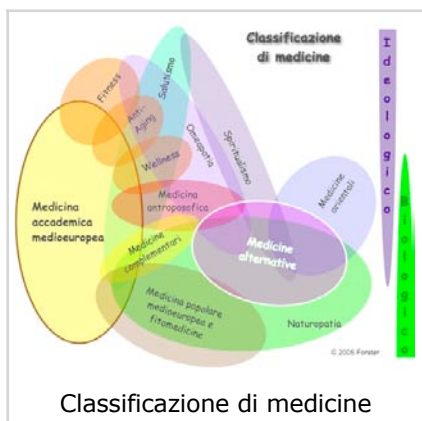 Classificazione
di medicine
Ideologico
Biologico
Fitness
Anti-
Aging
Salutismo
Omeopatia
Spiritualismo
Wellness
Medicina
accademica
medioeuropea
Medicina
antroposofica
Medicine
orientali
Medicine
complementari
Medicine
alternative
Medicina popolare
medioeuropea e
fitomedicine
Naturopatia
© 2006 Forster
Classificazione di medicine